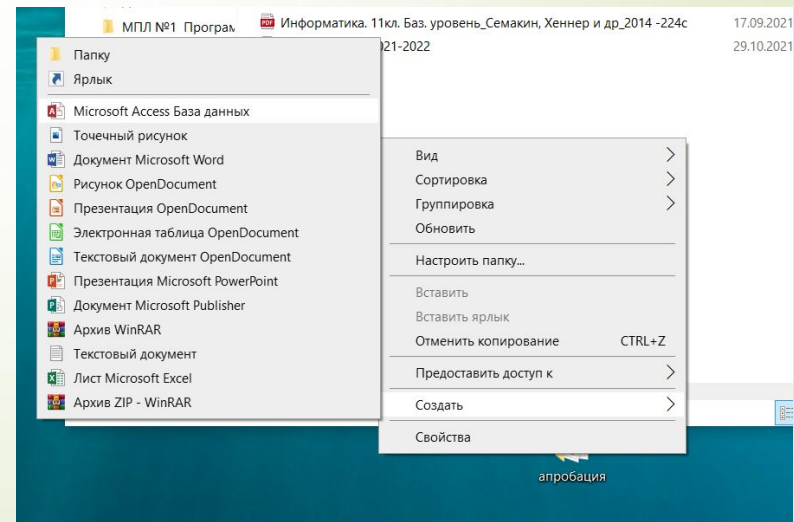 МПЛ №1 Програм
Информатика. 11кл. Баз. уровень_Семакин, Хеннер и др_2014 -224с 17.09.2021
021-2022 29.10.2021
Папку
Ярлык
Microsoft Access База данных
Точечный рисунок
Документ Microsoft Word
Рисунок OpenDocument
Презентация OpenDocument
Электронная таблица OpenDocument
Текстовый документ OpenDocument
Презентация Microsoft PowerPoint
Документ Microsoft Publisher
Архив WinRAR
Текстовый документ
Лист Microsoft Excel
Архив ZIP - WinRAR
Вид
Сортировка
Группировка
Обновить
Настроить папку...
Вставить
Вставить ярлык
Отменить копирование CTRL+Z
Предоставить доступ к
Создать
Свойства
апробация